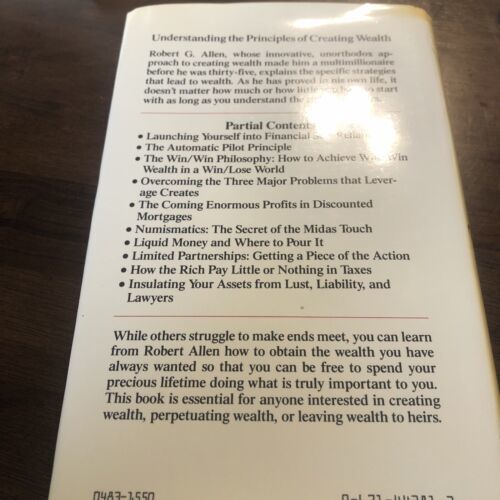 Understanding the Principles of Creating Wealth
Robert G. Allen, whose innovative, unorthodox ap-
proach to creating wealth made him a multimillionaire
before he was thirty-five, explains the specific strategies
that lead to wealth. As he has proved in his own life, it
doesn't matter how much or how little start
with as long as you understand the
Partial Contents
• Launching Yourself into Financial
• The Automatic Pilot Principle
• The Win/Win Philosophy: How to Achieve Win
Wealth in a Win/Lose World
• Overcoming the Three Major Problems that Lever-
age Creates
• The Coming Enormous Profits in Discounted
Mortgages
• Numismatics: The Secret of the Midas Touch
• Liquid Money and Where to Pour It
• Limited Partnerships: Getting a Piece of the Action
• How the Rich Pay Little or Nothing in Taxes
• Insulating Your Assets from Lust, Liability, and
Lawyers
While others struggle to make ends meet, you can learn
from Robert Allen how to obtain the wealth you have
always wanted so that you can be free to spend your
precious lifetime doing what is truly important to you.
This book is essential for anyone interested in creating
wealth, perpetuating wealth, or leaving wealth to heirs.
0483-1550